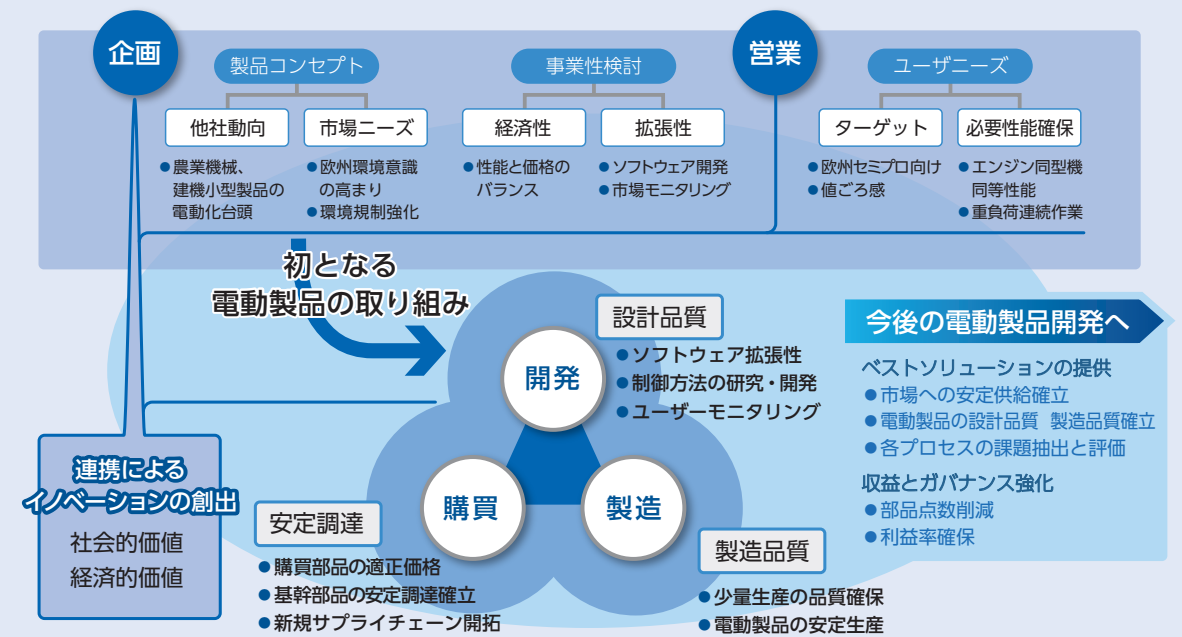 企画
製品コンセプト
他社動向
●農業機械、
建機小型製品の
電動化台頭
市場ニーズ
●欧州環境意識
の高まり
●環境規制強化
事業性検討
経済性
●性能と価格の
バランス
拡張性
●ソフトウェア開発
●市場モニタリング
営業
ユーザニーズ
ターゲット
●欧州セミプロ向け
●値ごろ感
必要性能確保
●エンジン同型機
同等性能
●重負荷連続作業
初となる
電動製品の取り組み
開発
設計品質
●ソフトウェア拡張性
●制御方法の研究・開発
●ユーザーモニタリング
購買
安定調達
●購買部品の適正価格
●基幹部品の安定調達確立
●新規サプライチェーン開拓
製造
製造品質
●少量生産の品質確保
●電動製品の安定生産
連携による
イノベーションの創出
社会的価値
経済的価値
今後の電動製品開発へ
ベストソリューションの提供
●市場への安定供給確立
●電動製品の設計品質 製造品質確立
●各プロセスの課題抽出と評価
収益とガバナンス強化
●部品点数削減
●利益率確保